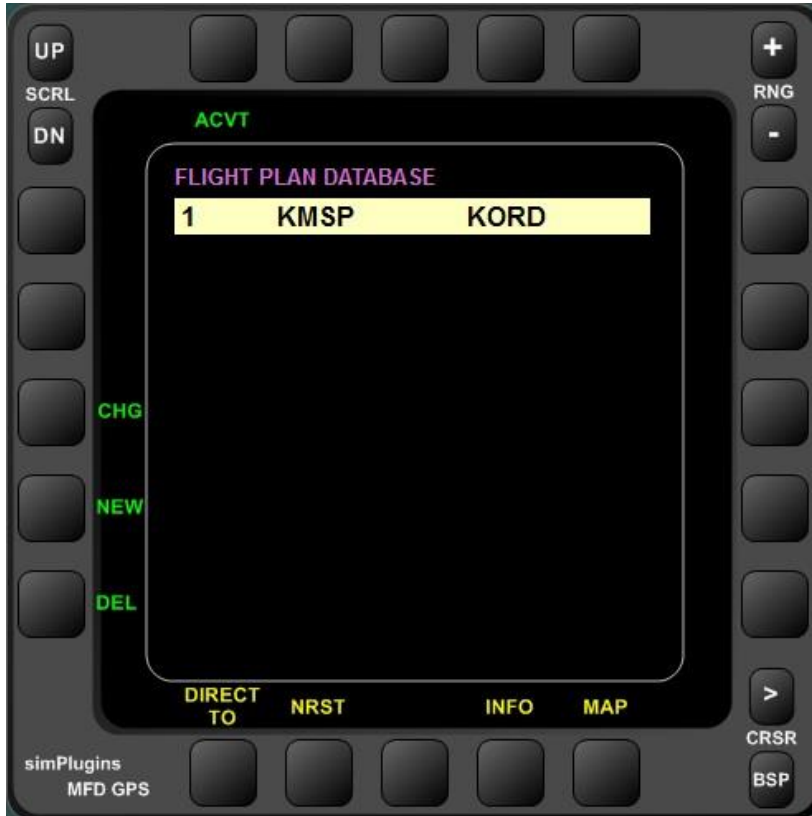 UP
SCRL
DN
+
RNG
-
ACVT
FLIGHT PLAN DATABASE
1 KMSP KORD
CHG
NEW
DEL
DIRECT
TO
NRST
INFO
MAP
>
CRSR
BSP
simPlugins
MFD GPS